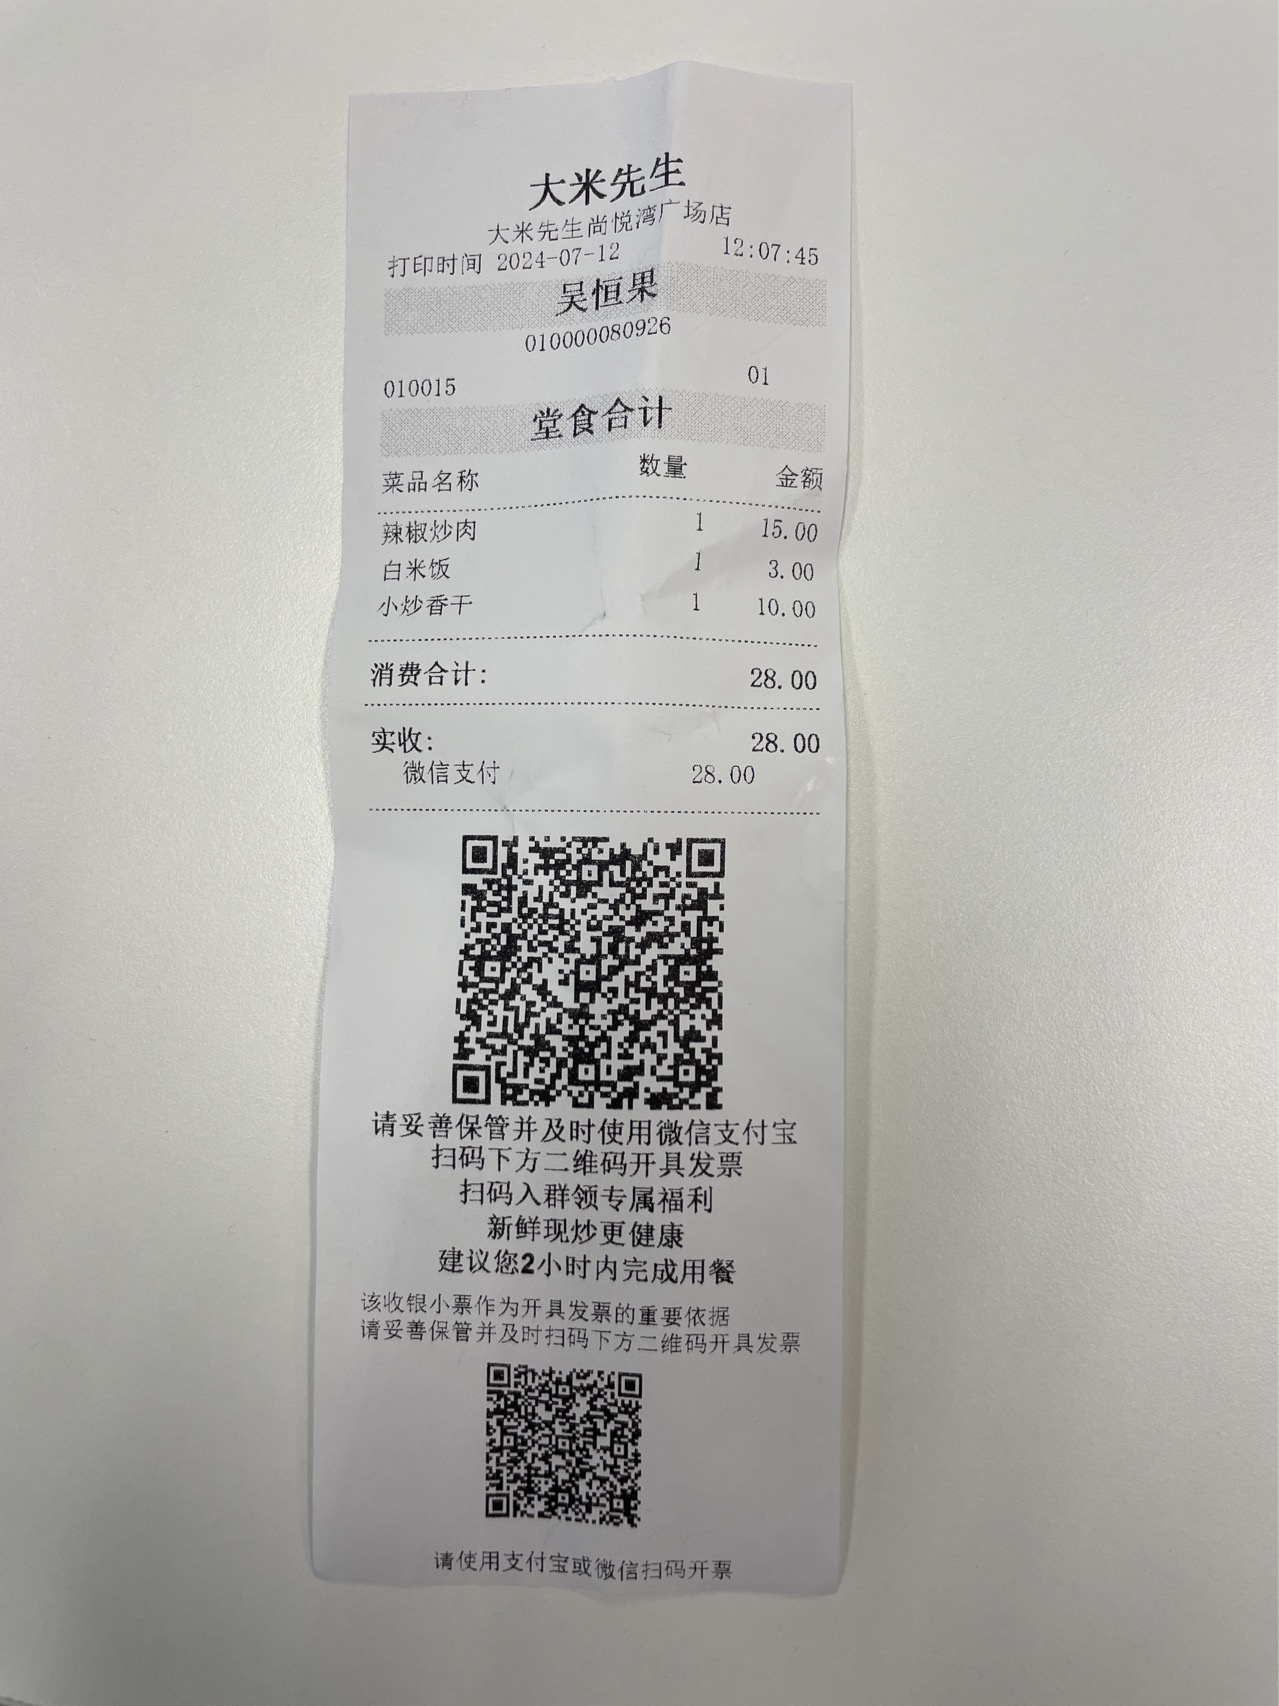 大米先生
大米先生尚悦湾广场店
打印时间 2024-07-12 12:07:45
吴恒果
010000080926
010015 01
堂食合计
菜品名称 数量 金额
辣椒炒肉 1 15.00
白米饭 1 3.00
小炒香干 1 10.00
消费合计: 28.00
实收: 28.00
微信支付 28.00
请妥善保管并及时使用微信支付宝
扫码下方二维码开具发票
扫码入群领专属福利
新鲜现炒更健康
建议您2小时内完成用餐
该收银小票作为开具发票的重要依据
请妥善保管并及时扫码下方二维码开具发票
请使用支付宝或微信扫码开票